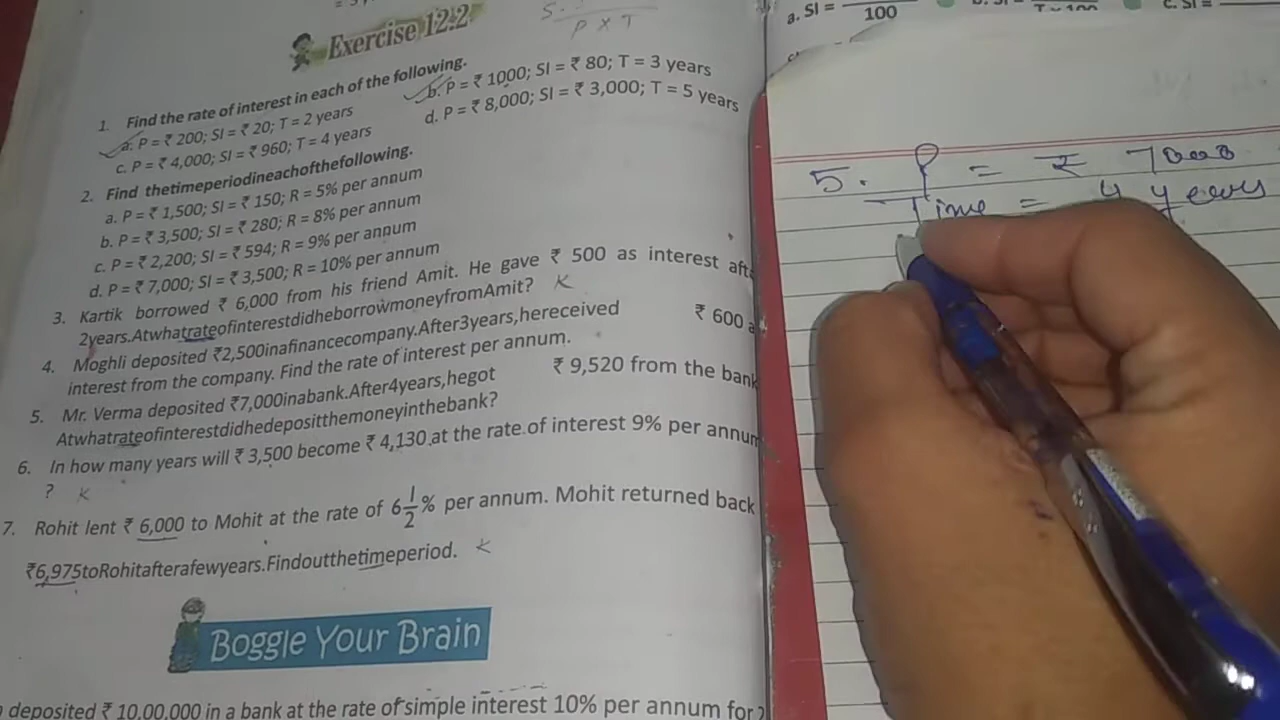 S.
P X T
Exercise 12.2
1. Find the rate of interest in each of the following.
a. P = ₹ 200; SI = ₹ 20; T = 2 years
b. P = ₹ 1000; SI = ₹ 80; T = 3 years
c. P = ₹ 4,000; SI = ₹ 960; T = 4 years
d. P = ₹ 8,000; SI = ₹ 3,000; T = 5 years
2. Find thetimeperiodineachofthefollowing.
a. P = ₹ 1,500; SI = ₹ 150; R = 5% per annum
b. P = ₹ 3,500; SI = ₹ 280; R = 8% per annum
c. P = ₹ 2,200; SI = ₹ 594; R = 9% per annum
d. P = ₹ 7,000; SI = ₹ 3,500; R = 10% per annum
3. Kartik borrowed ₹ 6,000 from his friend Amit. He gave ₹ 500 as interest aft
2years.AtwhatrateofinterestdidheborrowmoneyfromAmit? K
4. Moghli deposited ₹2,500inafinancecompany.After3years,hereceived ₹ 600 a
interest from the company. Find the rate of interest per annum.
5. Mr. Verma deposited ₹7,000inabank.After4years,hegot ₹ 9,520 from the bank
Atwhatrateofinterestdidhedepositthemoneyinthebank?
6. In how many years will ₹ 3,500 become ₹ 4,130 at the rate of interest 9% per annum
? K
7. Rohit lent ₹ 6,000 to Mohit at the rate of 6 1/2 % per annum. Mohit returned back
₹6,975toRohitafterafewyears.Findoutthetimeperiod. K
Boggle Your Brain
deposited ₹ 10,00,000 in a bank at the rate of simple interest 10% per annum for 2
a. SI =
100
T × 100
c. SI =
5. P = ₹ 7000
Time = 4 years